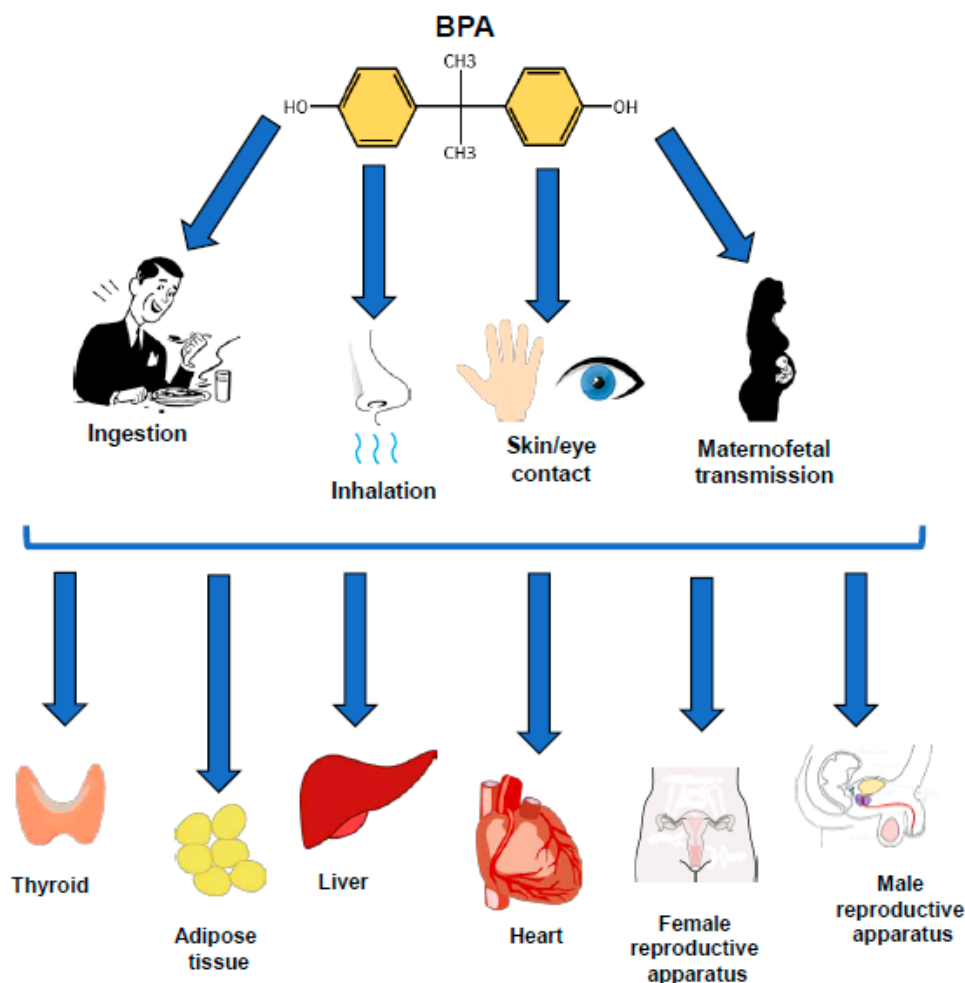 BPA
CH3
HO
OH
CH3
Ingestion
Inhalation
Skin/eye
contact
Maternofetal
transmission
Thyroid
Adipose
tissue
Liver
Heart
Female
reproductive
apparatus
Male
reproductive
apparatus